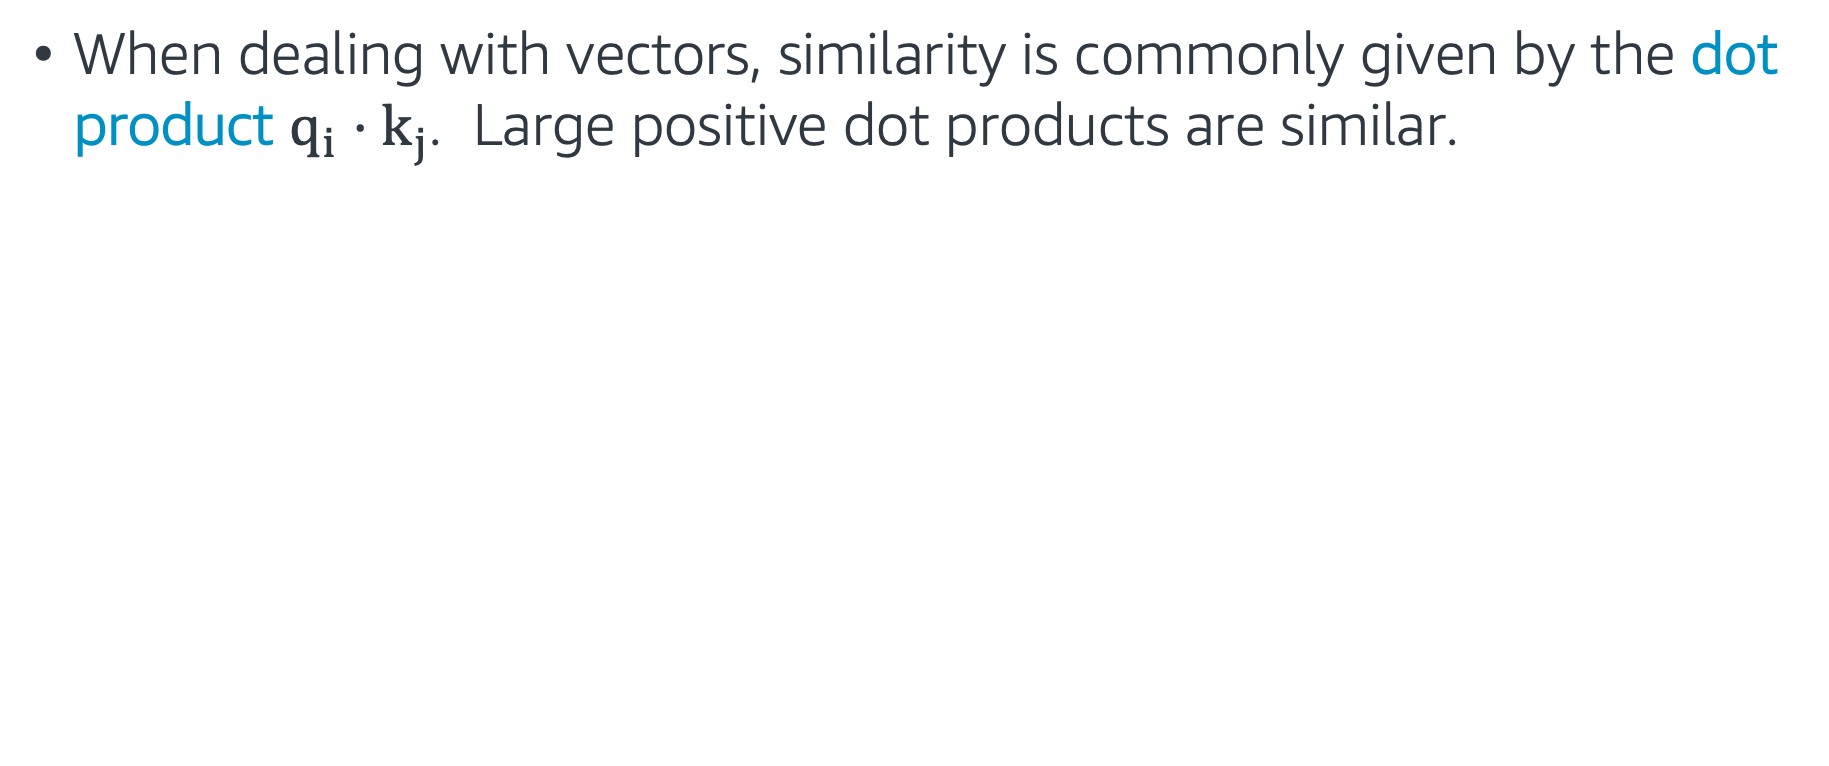 • When dealing with vectors, similarity is commonly given by the dot
product qᵢ · kⱼ. Large positive dot products are similar.